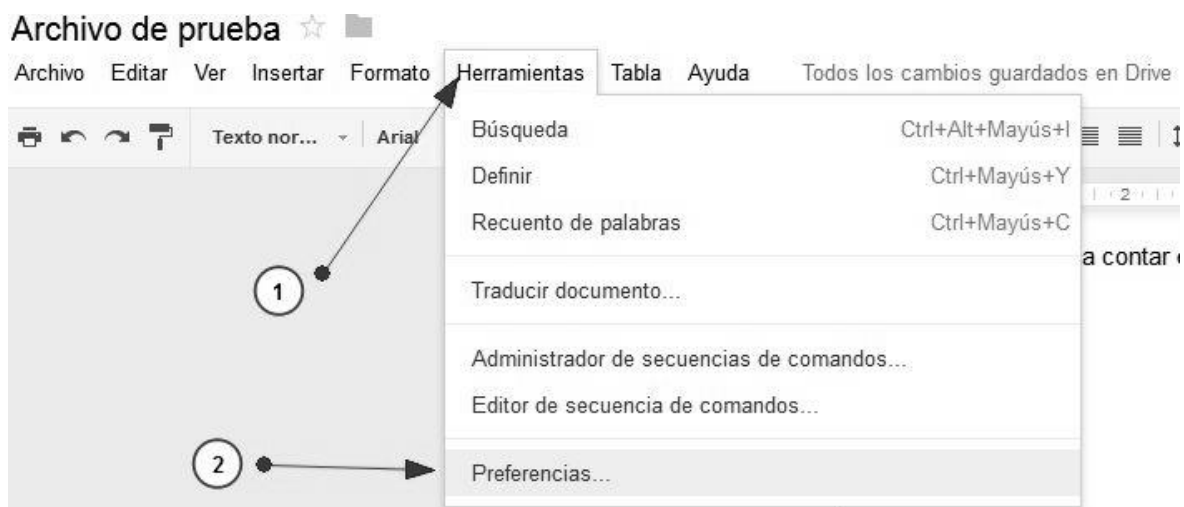 Archivo de prueba
Archivo Editar Ver Insertar Formato Herramientas Tabla Ayuda Todos los cambios guardados en Drive
Texto nor... Arial
Búsqueda Ctrl+Alt+Mayús+I
Definir Ctrl+Mayús+Y
2
Recuento de palabras Ctrl+Mayús+C
a contar
1
Traducir documento...
Administrador de secuencias de comandos...
Editor de secuencia de comandos...
2
Preferencias...